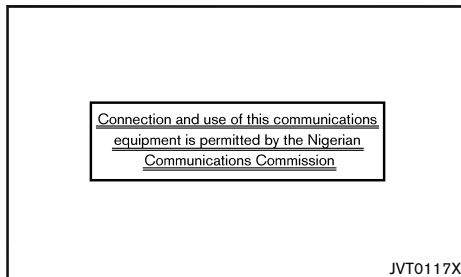 Connection and use of this communications
equipment is permitted by the Nigerian
Communications Commission
JVT0117X